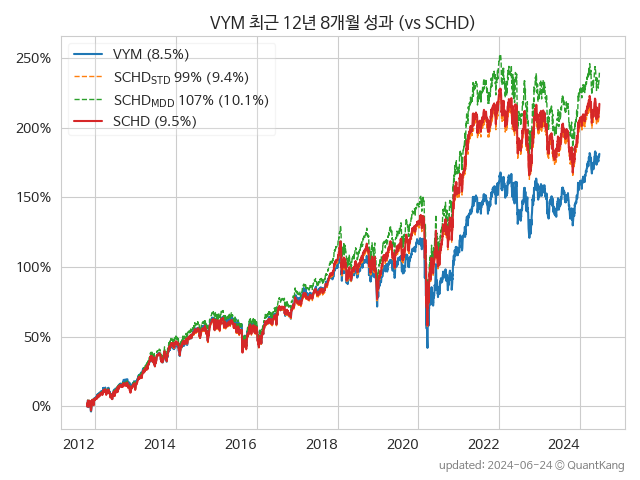 VYM 최근 12년 8개월 성과 (vs SCHD)
VYM (8.5%)
SCHD_STD 99% (9.4%)
SCHD_MDD 107% (10.1%)
SCHD (9.5%)
250%
200%
150%
100%
50%
0%
2012 2014 2016 2018 2020 2022 2024
updated: 2024-06-24 © QuantKang